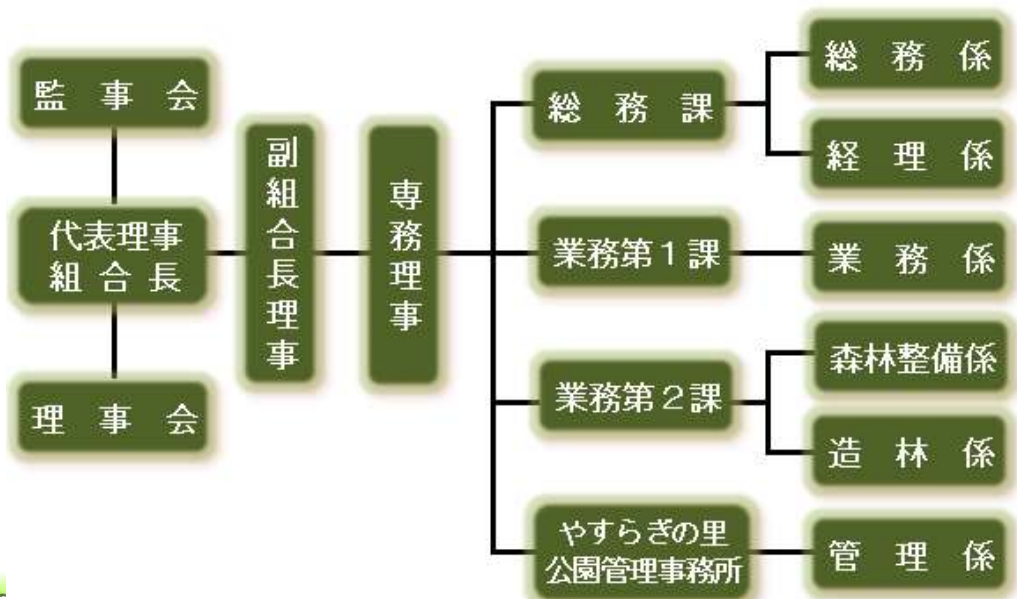 監事会
代表理事
組合長
理事会
副組合長理事
専務理事
総務課
業務第１課
業務第２課
やすらぎの里
公園管理事務所
総務係
経理係
業務係
森林整備係
造林係
管理係